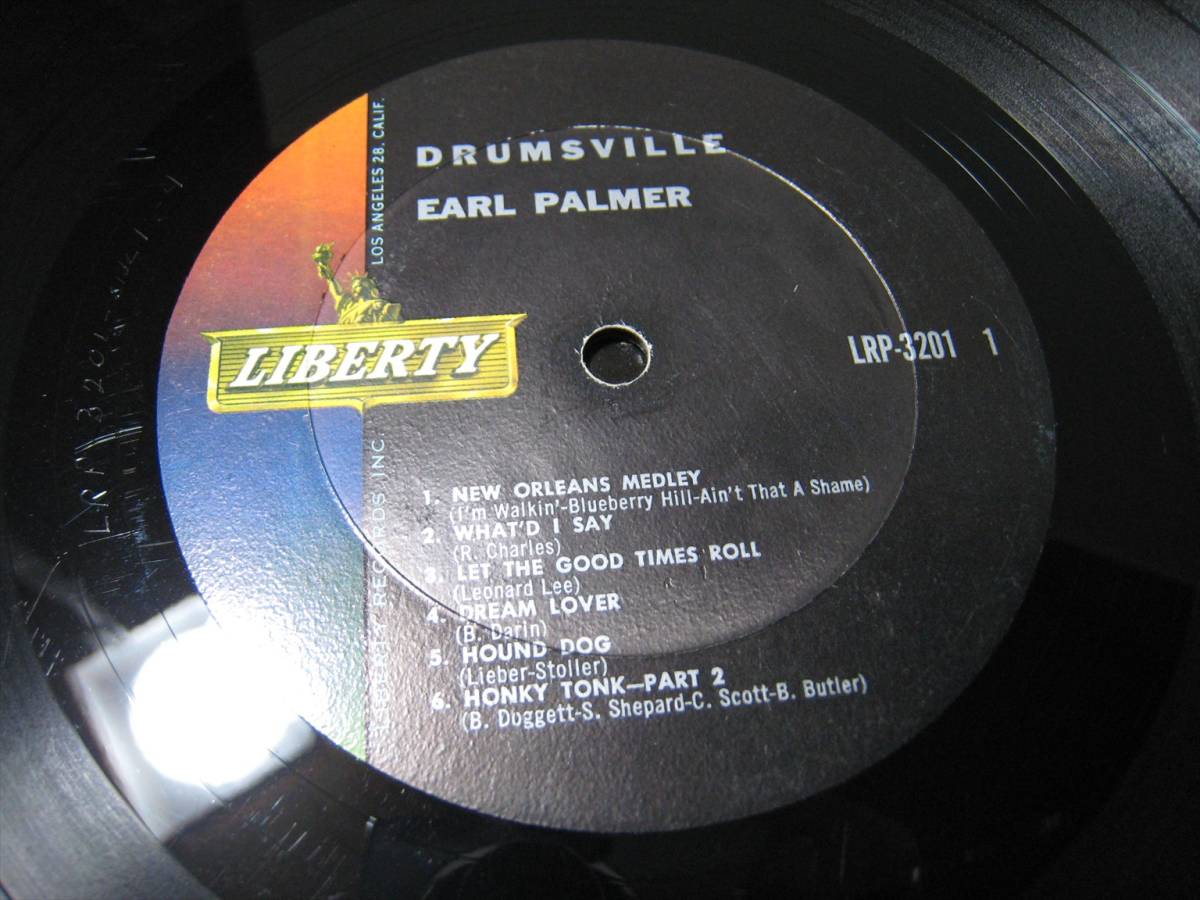 DRUMSVILLE
EARL PALMER
LOS ANGELES 28, CALIF.
LIBERTY
LIBERTY RECORDS, INC.
LRP-3201 1
1. NEW ORLEANS MEDLEY
(I'm Walkin'-Blueberry Hill-Ain't That A Shame)
2. WHAT'D I SAY
(R. Charles)
3. LET THE GOOD TIMES ROLL
(Leonard Lee)
4. DREAM LOVER
(B. Darin)
5. HOUND DOG
(Lieber-Stoller)
6. HONKY TONK—PART 2
(B. Doggett-S. Shepard-C. Scott-B. Butler)
LRP 3201